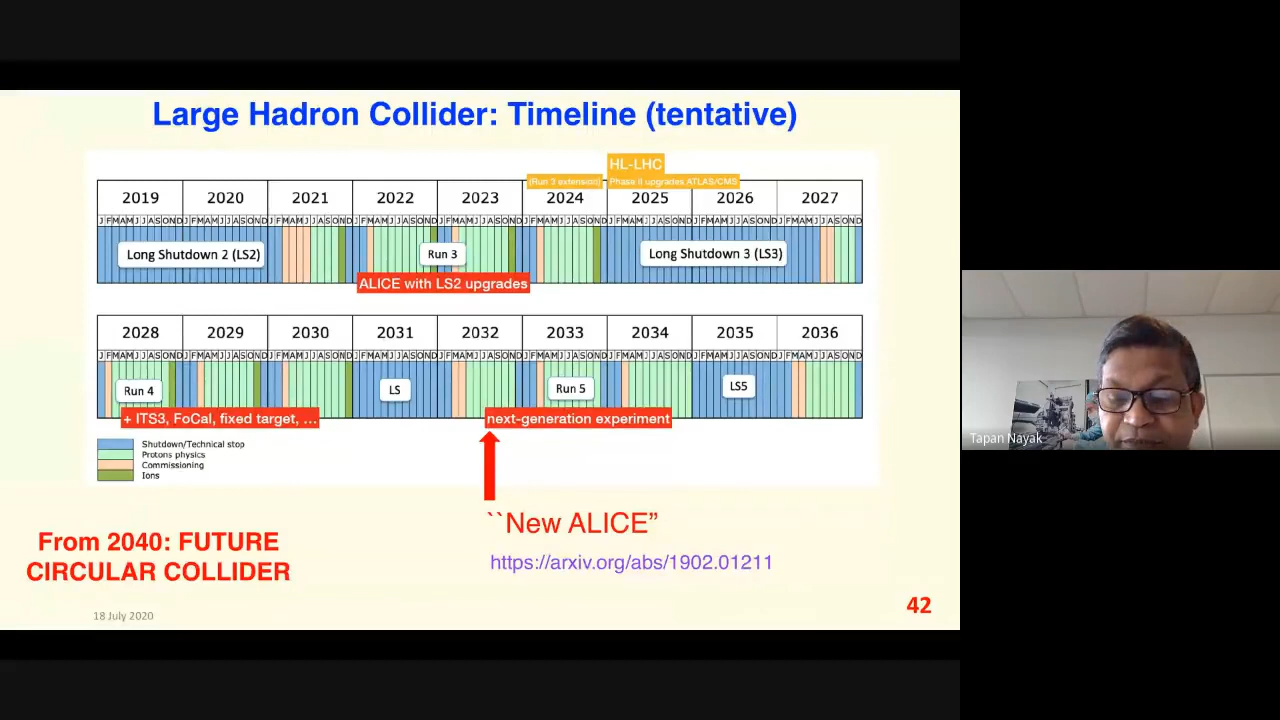 Large Hadron Collider: Timeline (tentative)
HL-LHC
(Run 3 extension) Phase II upgrades ATLAS/CMS
2019 2020 2021 2022 2023 2024 2025 2026 2027
J F M A M J J A S O N D J F M A M J J A S O N D J F M A M J J A S O N D J F M A M J J A S O N D J F M A M J J A S O N D J F M A M J J A S O N D J F M A M J J A S O N D J F M A M J J A S O N D J F M A M J J A S O N D
Long Shutdown 2 (LS2) Run 3 Long Shutdown 3 (LS3)
ALICE with LS2 upgrades
2028 2029 2030 2031 2032 2033 2034 2035 2036
J F M A M J J A S O N D J F M A M J J A S O N D J F M A M J J A S O N D J F M A M J J A S O N D J F M A M J J A S O N D J F M A M J J A S O N D J F M A M J J A S O N D J F M A M J J A S O N D J F M A M J J A S O N D
Run 4 LS Run 5 LS5
+ ITS3, FoCal, fixed target, ... next-generation experiment
Shutdown/Technical stop
Protons physics
Commissioning
Ions
``New ALICE”
From 2040: FUTURE
CIRCULAR COLLIDER
https://arxiv.org/abs/1902.01211
18 July 2020
42
Tapan Nayak